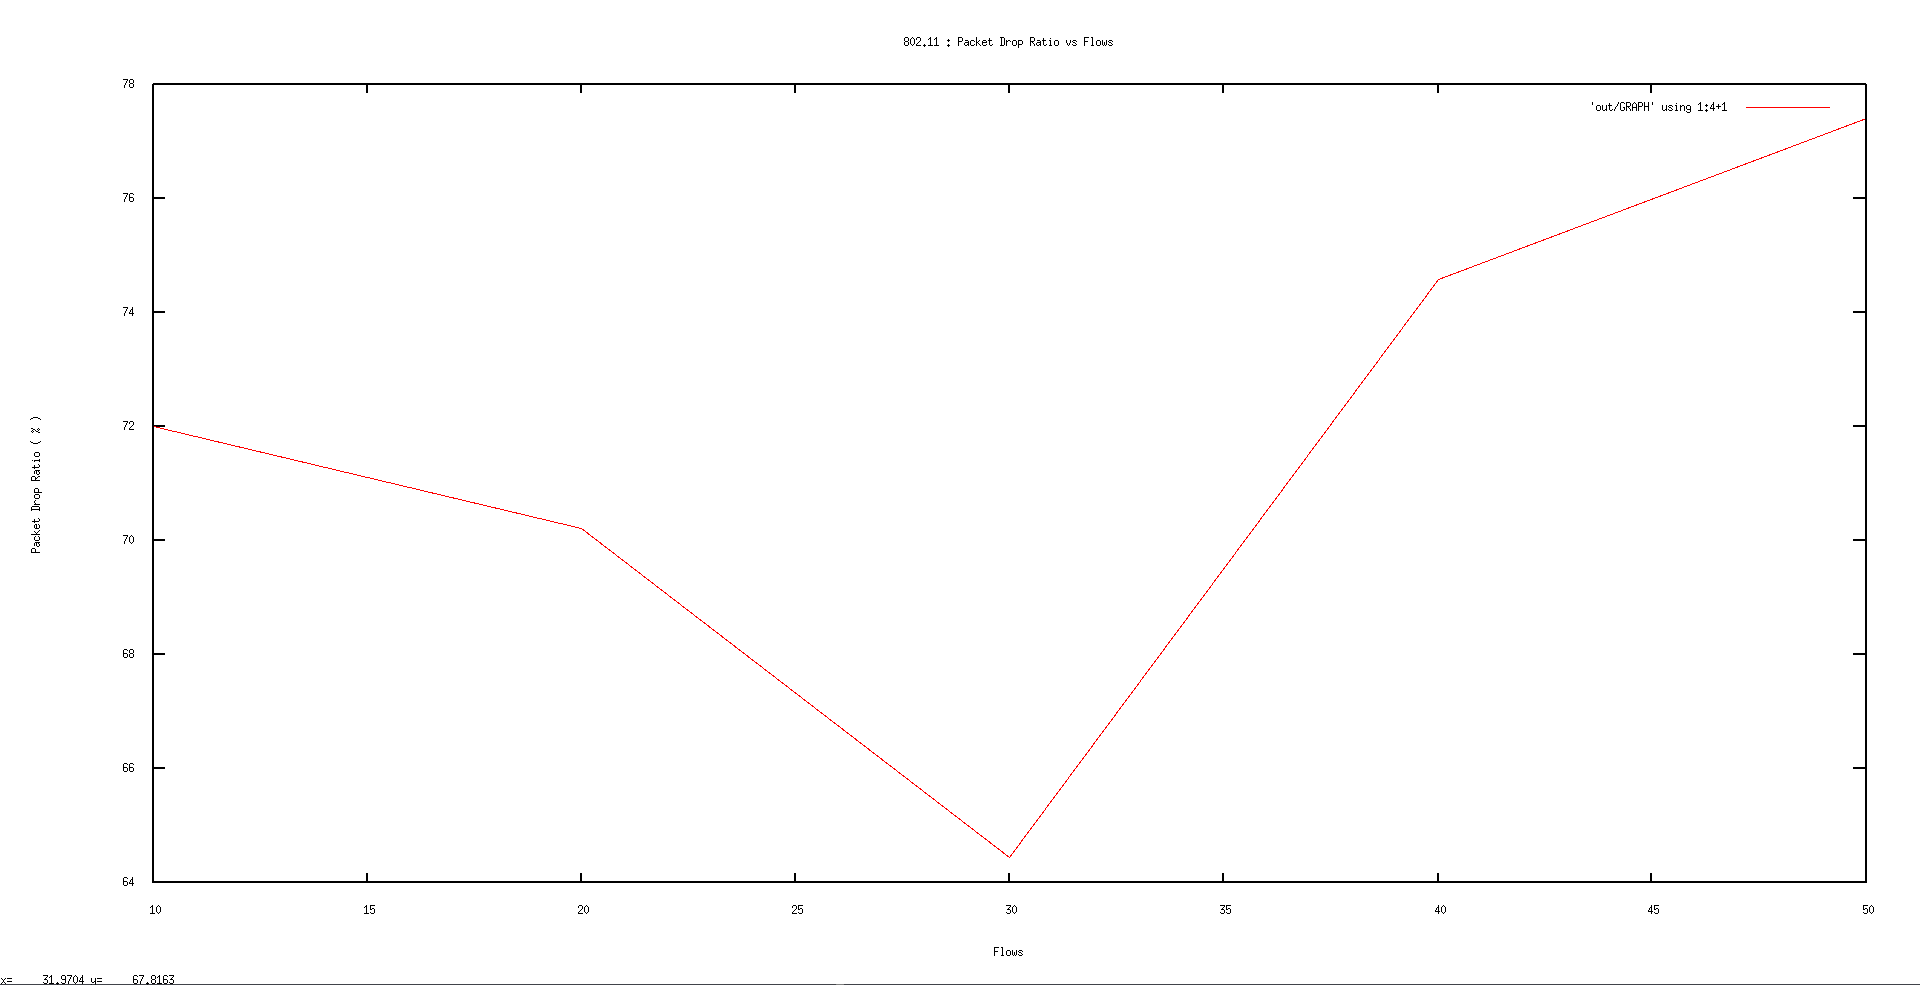 802.11 : Packet Drop Ratio vs Flows
'out/GRAPH' using 1:4+1
78
76
74
72
70
68
66
64
Packet Drop Ratio ( % )
10 15 20 25 30 35 40 45 50
Flows
x= 31.9704 y= 67.8163